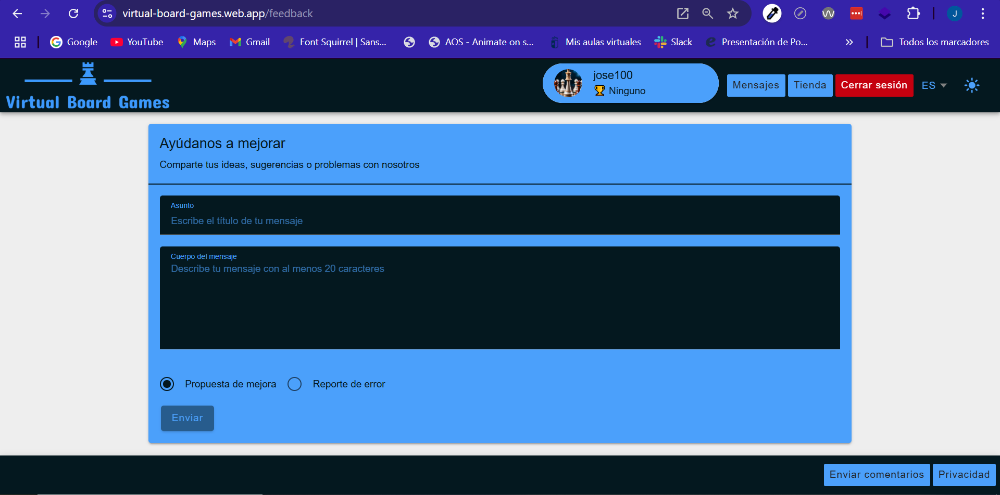 virtual-board-games.web.app/feedback
J
Google
YouTube
Maps
Gmail
Font Squirrel | Sans...
AOS - Animate on s...
Mis aulas virtuales
Slack
Presentación de Po...
»
Todos los marcadores
Virtual Board Games
jose100
Ninguno
Mensajes
Tienda
Cerrar sesión
ES
Ayúdanos a mejorar
Comparte tus ideas, sugerencias o problemas con nosotros
Asunto
Escribe el título de tu mensaje
Cuerpo del mensaje
Describe tu mensaje con al menos 20 caracteres
Propuesta de mejora
Reporte de error
Enviar
Enviar comentarios
Privacidad